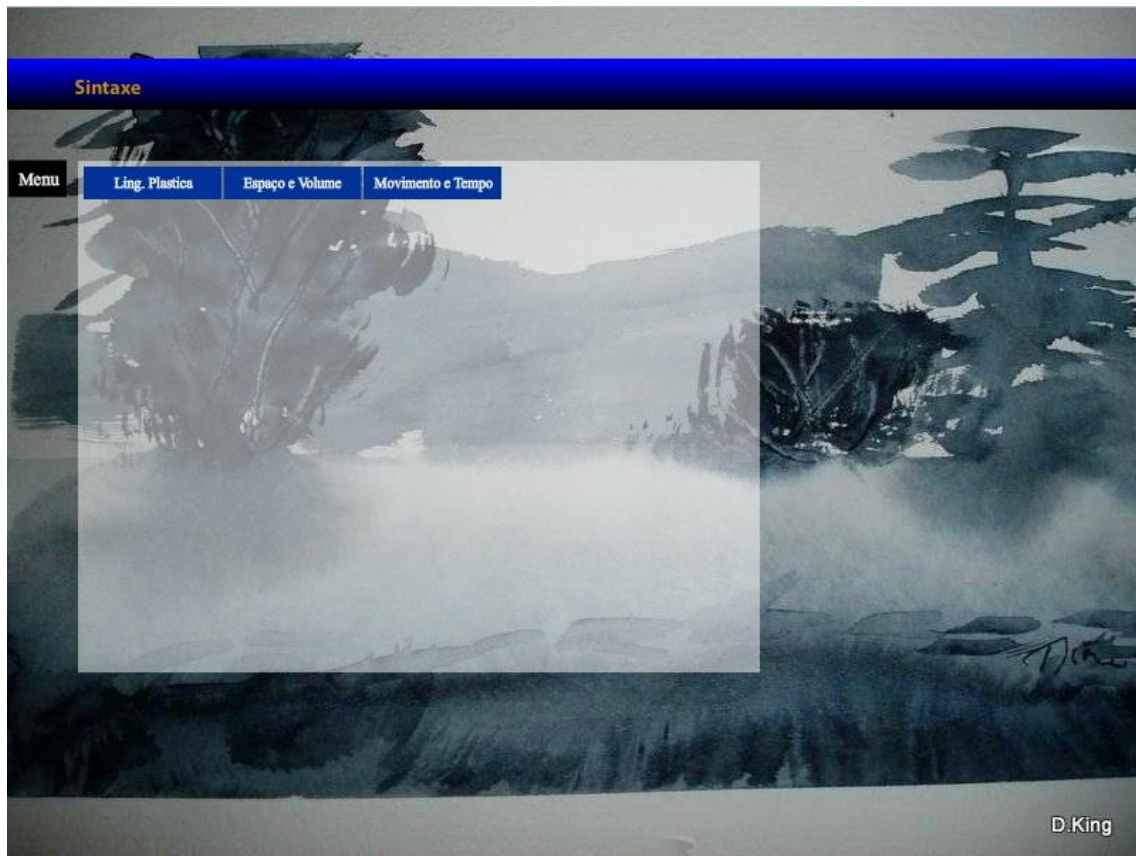 Sintaxe
Menu
Ling. Plastica
Espaço e Volume
Movimento e Tempo
D.King